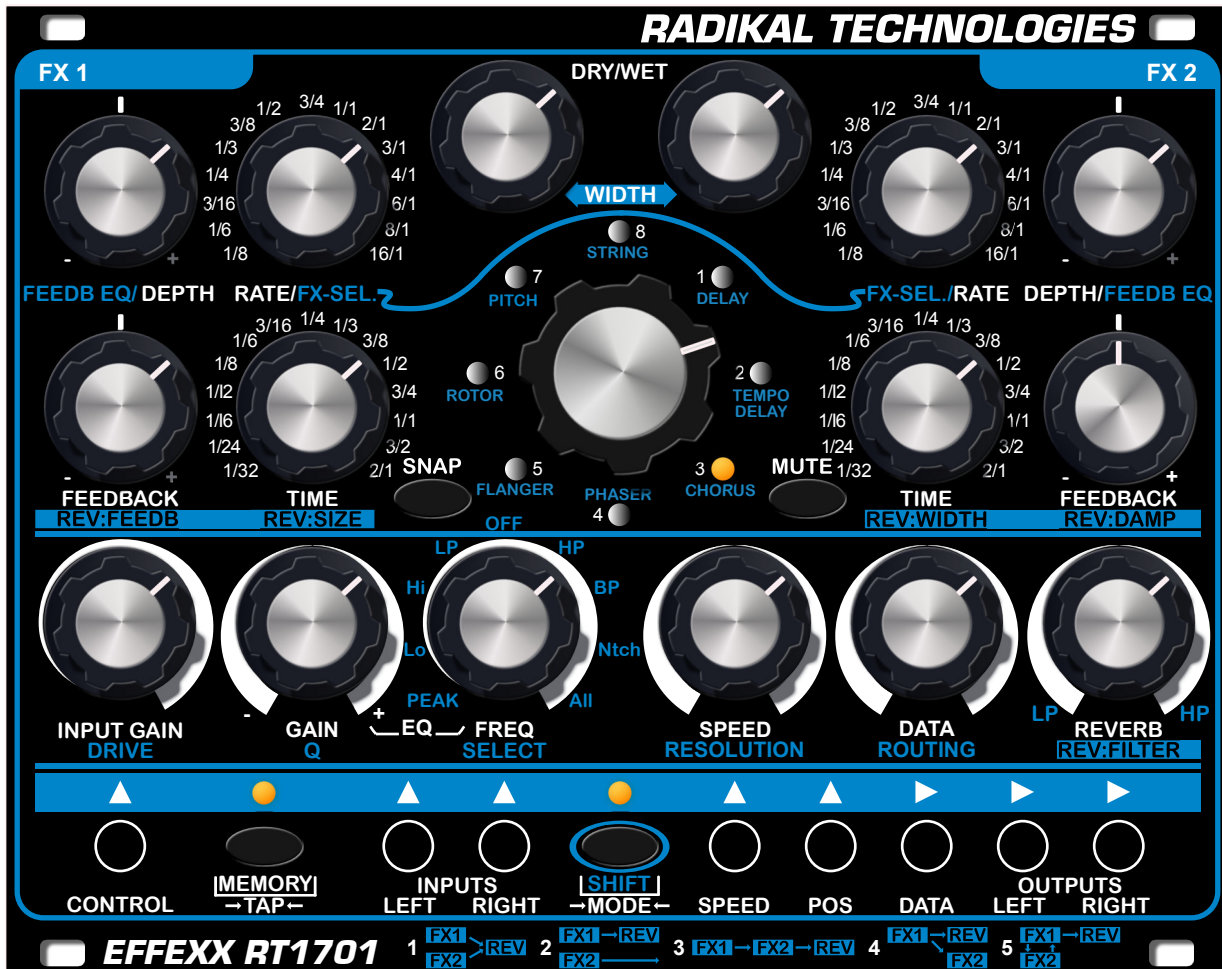 RADIKAL TECHNOLOGIES
FX 1
DRY/WET
FX 2
1/8
1/6
3/16
1/4
1/3
3/8
1/2
3/4
1/1
2/1
3/1
4/1
6/1
8/1
16/1
- +
WIDTH
1/8
1/6
3/16
1/4
1/3
3/8
1/2
3/4
1/1
2/1
3/1
4/1
6/1
8/1
16/1
- +
FEEDB EQ/ DEPTH
RATE/FX-SEL.
FX-SEL./RATE
DEPTH/FEEDB EQ
8
STRING
7
PITCH
1
DELAY
6
ROTOR
2
TEMPO
DELAY
5
FLANGER
PHASER
4
3
CHORUS
1/32
1/24
1/I6
1/I2
1/8
1/6
3/16
1/4
1/3
3/8
1/2
3/4
1/1
3/2
2/1
- +
SNAP
MUTE
1/32
1/24
1/I6
1/I2
1/8
1/6
3/16
1/4
1/3
3/8
1/2
3/4
1/1
3/2
2/1
- +
FEEDBACK
REV:FEEDB
TIME
REV:SIZE
TIME
REV:WIDTH
FEEDBACK
REV:DAMP
PEAK
Lo
Hi
LP
OFF
HP
BP
Ntch
All
INPUT GAIN
DRIVE
- +
GAIN
Q
EQ
FREQ
SELECT
SPEED
RESOLUTION
DATA
ROUTING
LP HP
REVERB
REV:FILTER
CONTROL
MEMORY
→TAP←
INPUTS
LEFT RIGHT
SHIFT
→MODE←
SPEED
POS
DATA
OUTPUTS
LEFT RIGHT
EFFEXX RT1701
1 FX1 FX2 REV
2 FX1→REV FX2→
3 FX1→FX2→REV
4 FX1→REV FX2
5 FX1→REV FX2